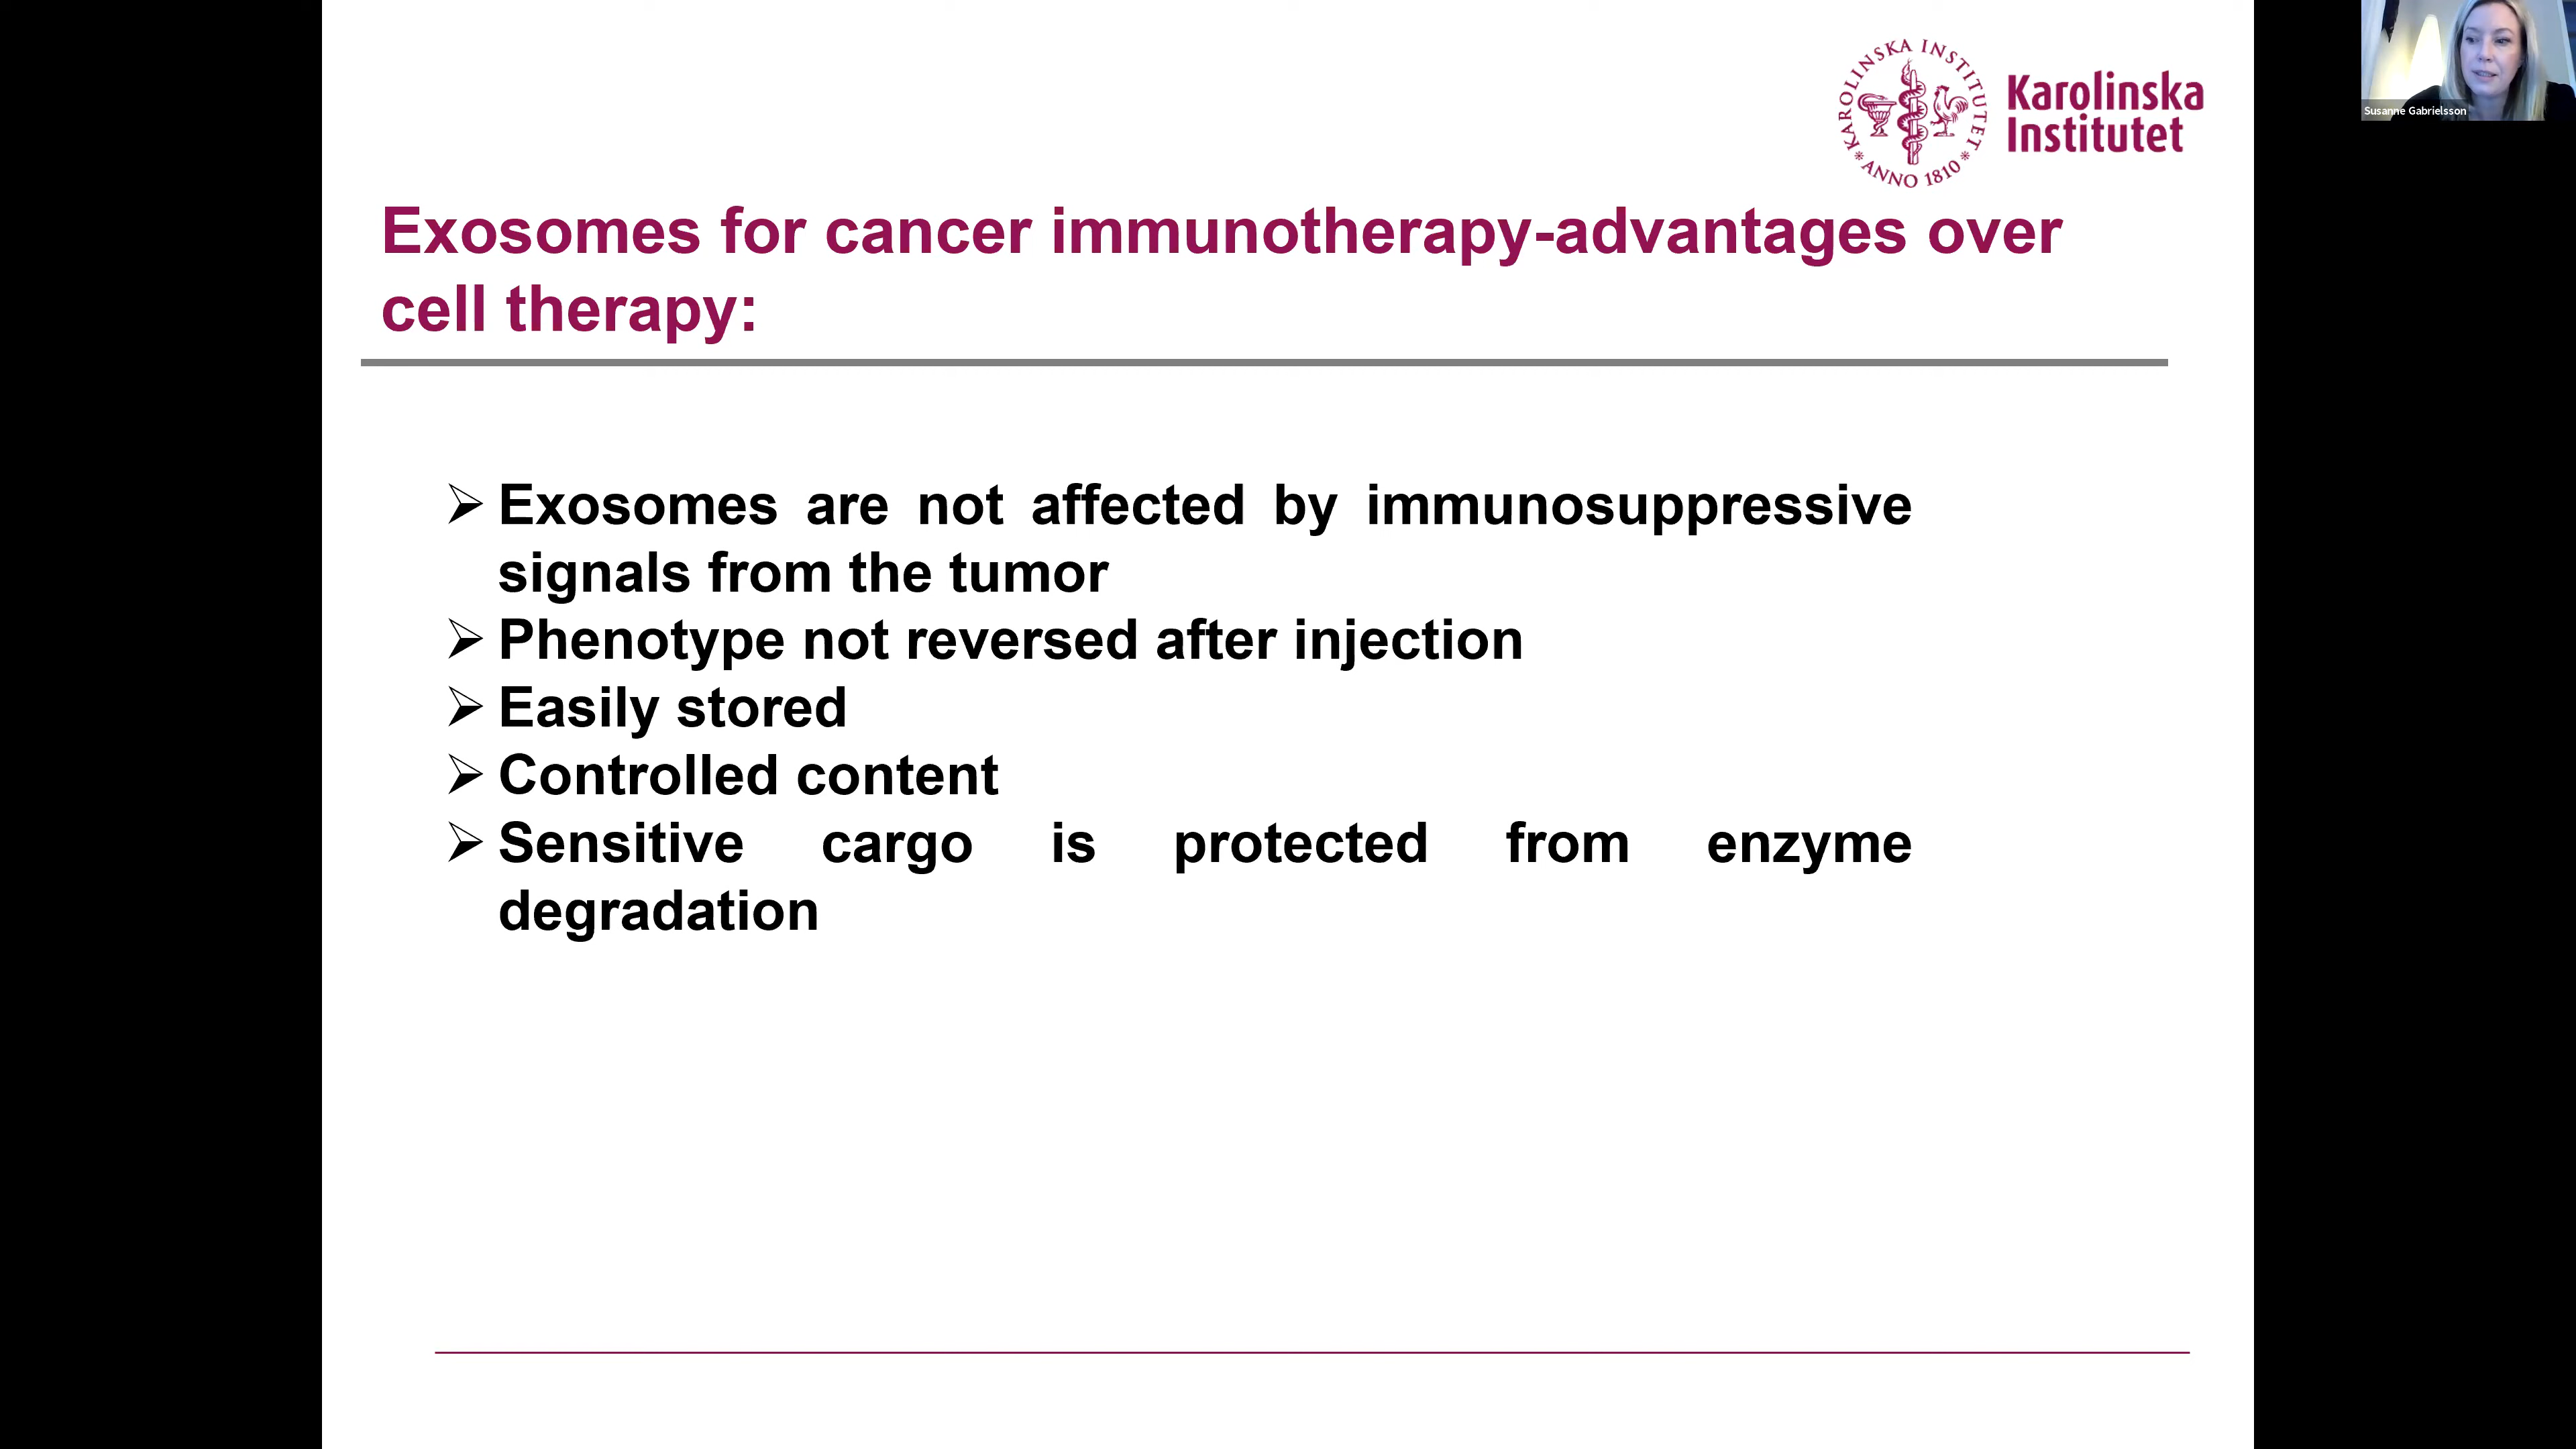 KAROLINSKA INSTITUTET
ANNO 1810
Karolinska
Institutet
Susanne Gabrielsson
Exosomes for cancer immunotherapy-advantages over
cell therapy:
➢ Exosomes are not affected by immunosuppressive
signals from the tumor
➢ Phenotype not reversed after injection
➢ Easily stored
➢ Controlled content
➢ Sensitive cargo is protected from enzyme
degradation